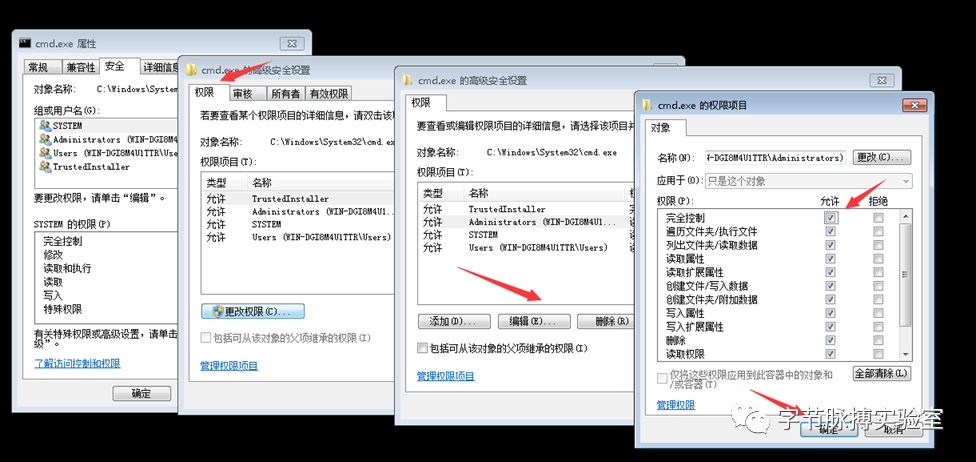 cmd.exe 属性
常规 兼容性 安全 详细信息
对象名称: C:\Windows\System
组或用户名(G):
SYSTEM
Administrators (WIN-DGI8M4
Users (WIN-DGI8M4U1TTR\Use
TrustedInstaller
要更改权限，请单击“编辑”。
SYSTEM 的权限(P)
完全控制
修改
读取和执行
读取
写入
特殊权限
有关特殊权限或高级设置，请单击
级”。
了解访问控制和权限
确定
cmd.exe 的高级安全设置
权限 审核 所有者 有效权限
若要查看某个权限项目的详细信息，请双击该
对象名称: C:\Windows\System32\cmd.ex
权限项目(T):
类型 名称
允许 TrustedInstaller
允许 Administrators (WIN-DGI8M4U1...
允许 SYSTEM
允许 Users (WIN-DGI8M4U1TTR\Users)
更改权限(C)...
包括可从该对象的父项继承的权限(I)
管理权限项目
cmd.exe 的高级安全设置
权限
要查看或编辑权限项目的详细信息，请选择该项目并
对象名称: C:\Windows\System32\cmd.exe
权限项目(T):
类型 名称
允许 TrustedInstaller
允许 Administrators (WIN-DGI8M4U1...
允许 SYSTEM
允许 Users (WIN-DGI8M4U1TTR\Users)
添加(D)... 编辑(E)... 删除(R)
包括可从该对象的父项继承的权限(I)
管理权限项目
cmd.exe 的权限项目
对象
名称(N): -DGI8M4U1TTR\Administrators) 更改(C)...
应用于(O): 只是这个对象
权限(P): 允许 拒绝
完全控制
遍历文件夹/执行文件
列出文件夹/读取数据
读取属性
读取扩展属性
创建文件/写入数据
创建文件夹/附加数据
写入属性
写入扩展属性
删除
读取权限
仅将这些权限应用到此容器中的对象和
/或容器(T)
全部清除(L)
管理权限
确定 取消
字节脉搏实验室